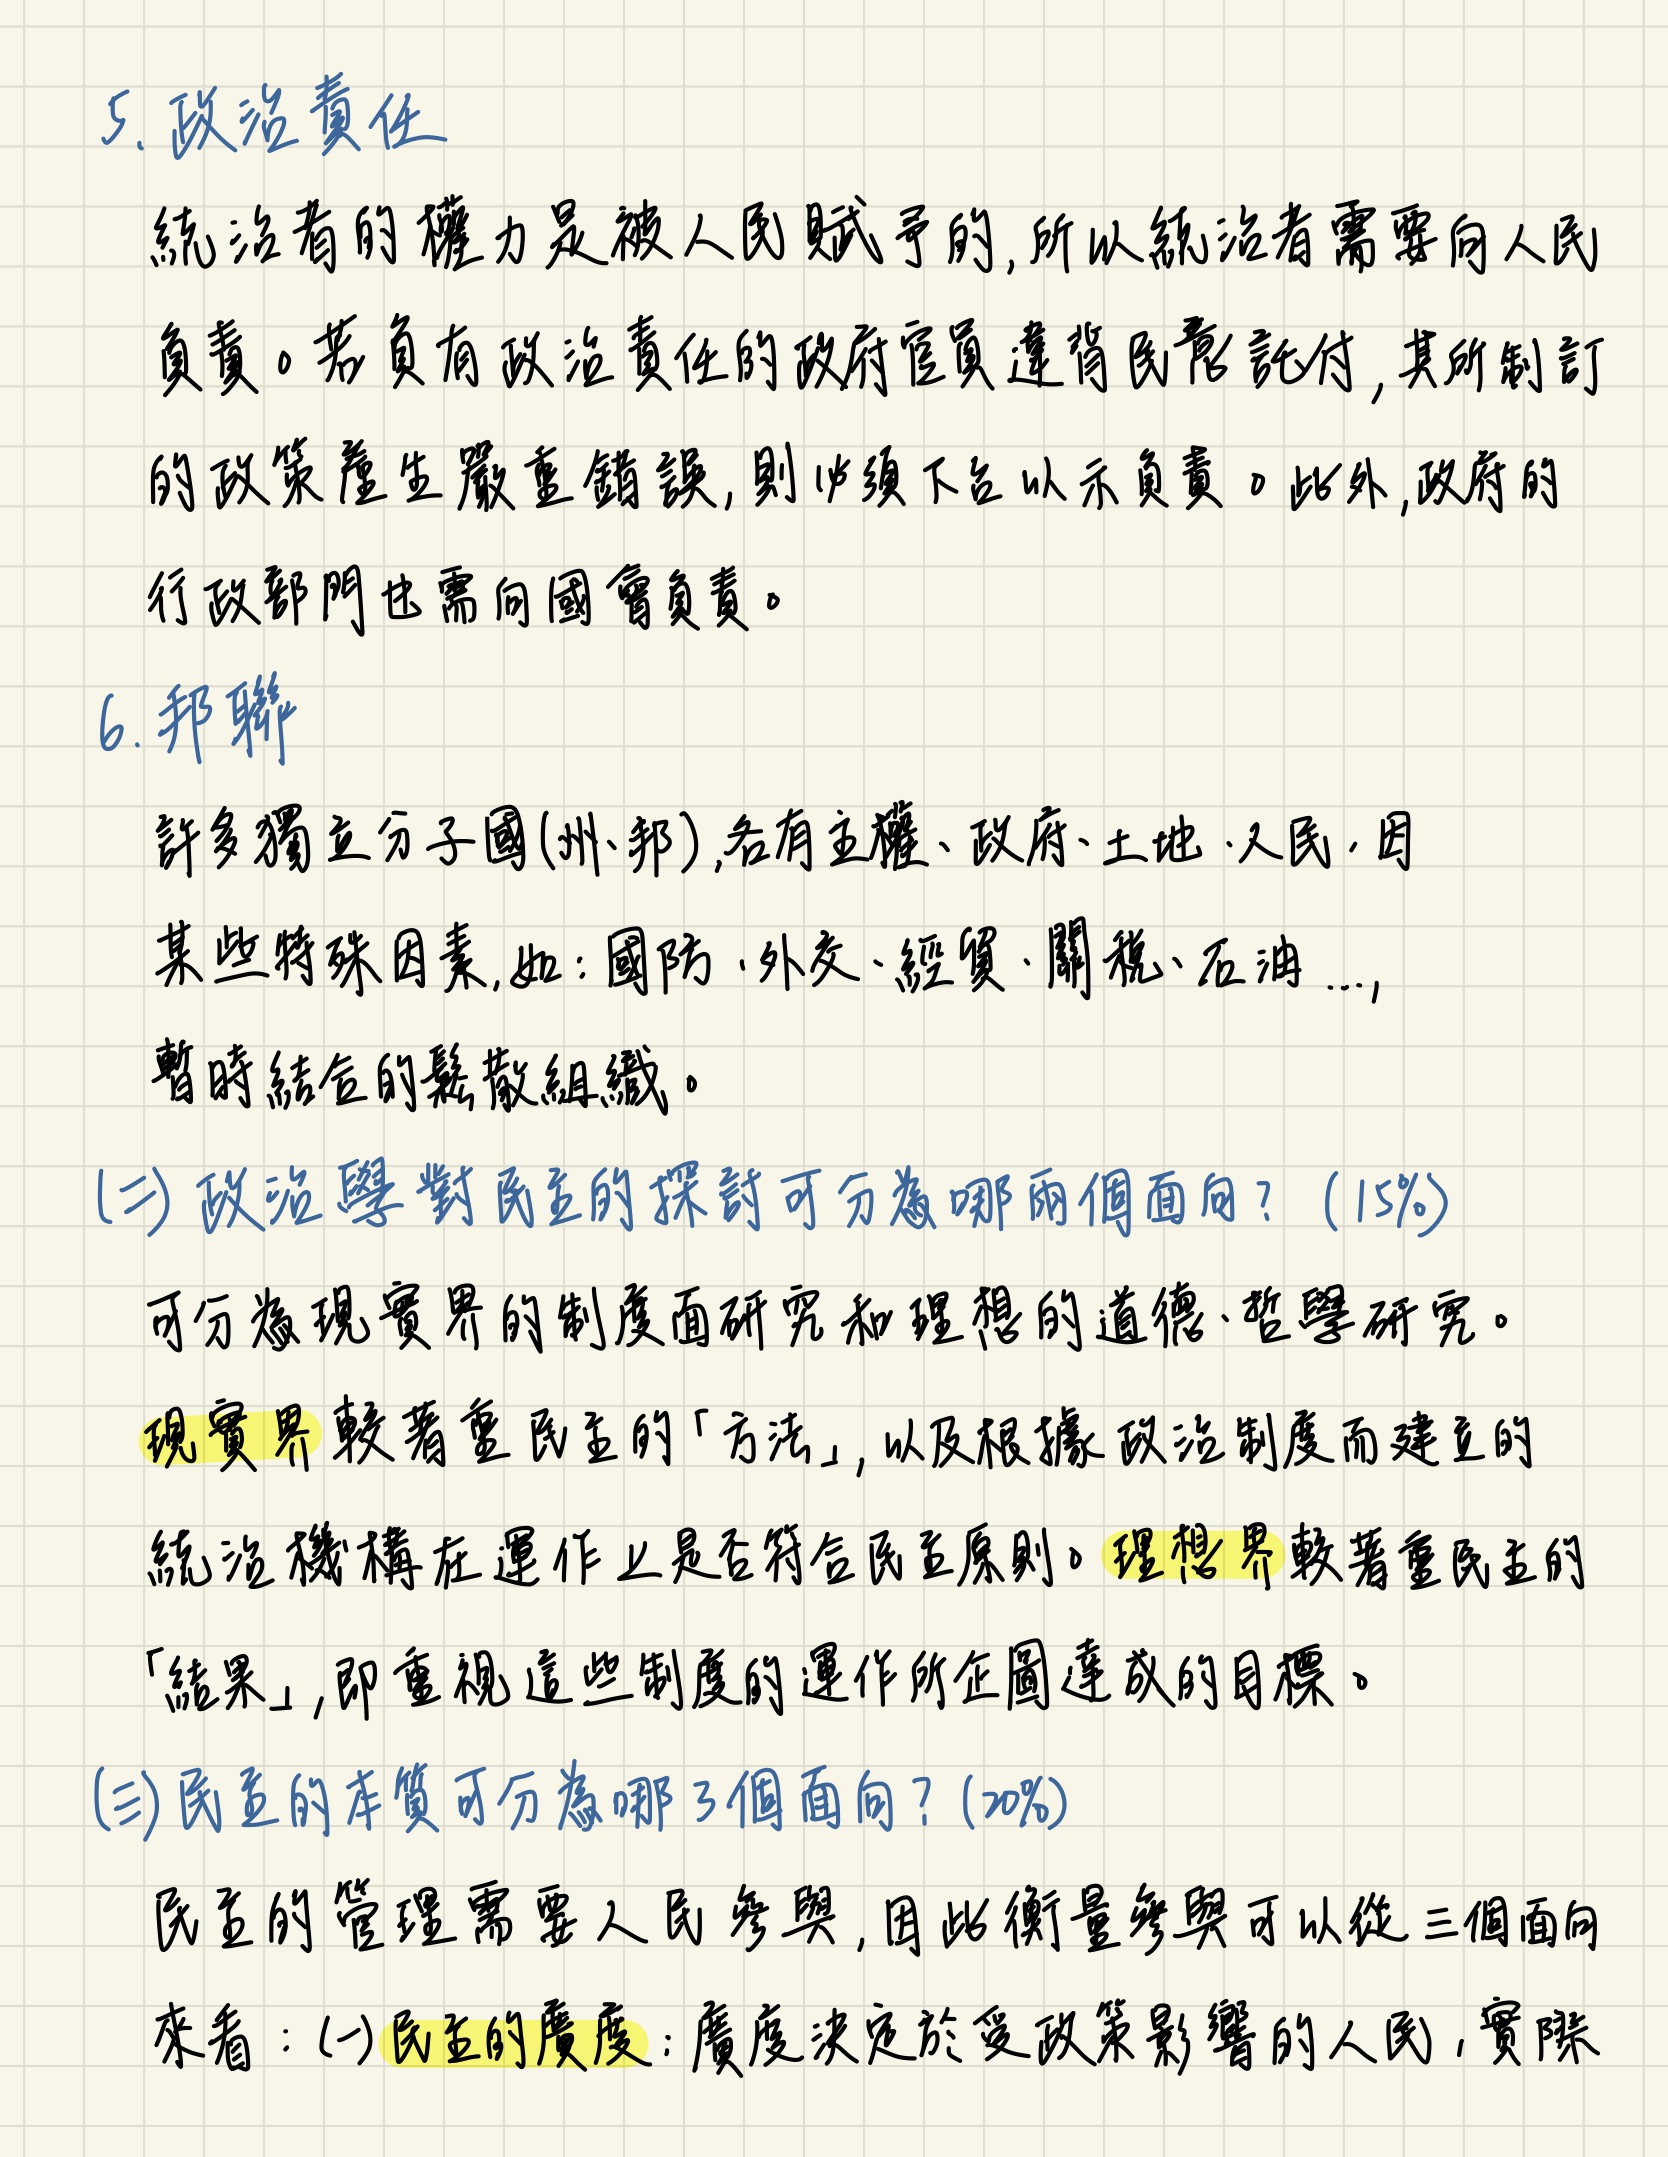 5. 政治責任
統治者的權力是被人民賦予的,所以統治者需要向人民
負責。若負有政治責任的政府官員違背民意託付,其所制訂
的政策產生嚴重錯誤,則必須下台以示負責。此外,政府的
行政部門也需向國會負責。
6. 邦聯
許多獨立分子國(州、邦),各有主權、政府、土地、人民,因
某些特殊因素,如:國防、外交、經貿、關稅、石油...,
暫時結合的鬆散組織。
(二)政治學對民主的探討可分為哪兩個面向?(15%)
可分為現實界的制度面研究和理想的道德、哲學研究。
現實界較著重民主的「方法」,以及根據政治制度而建立的
統治機構在運作上是否符合民主原則。理想界較著重民主的
「結果」,即重視這些制度的運作所企圖達成的目標。
(三)民主的本質可分為哪3個面向?(20%)
民主的管理需要人民參與,因此衡量參與可以從三個面向
來看:(一)民主的廣度:廣度決定於受政策影響的人民,實際